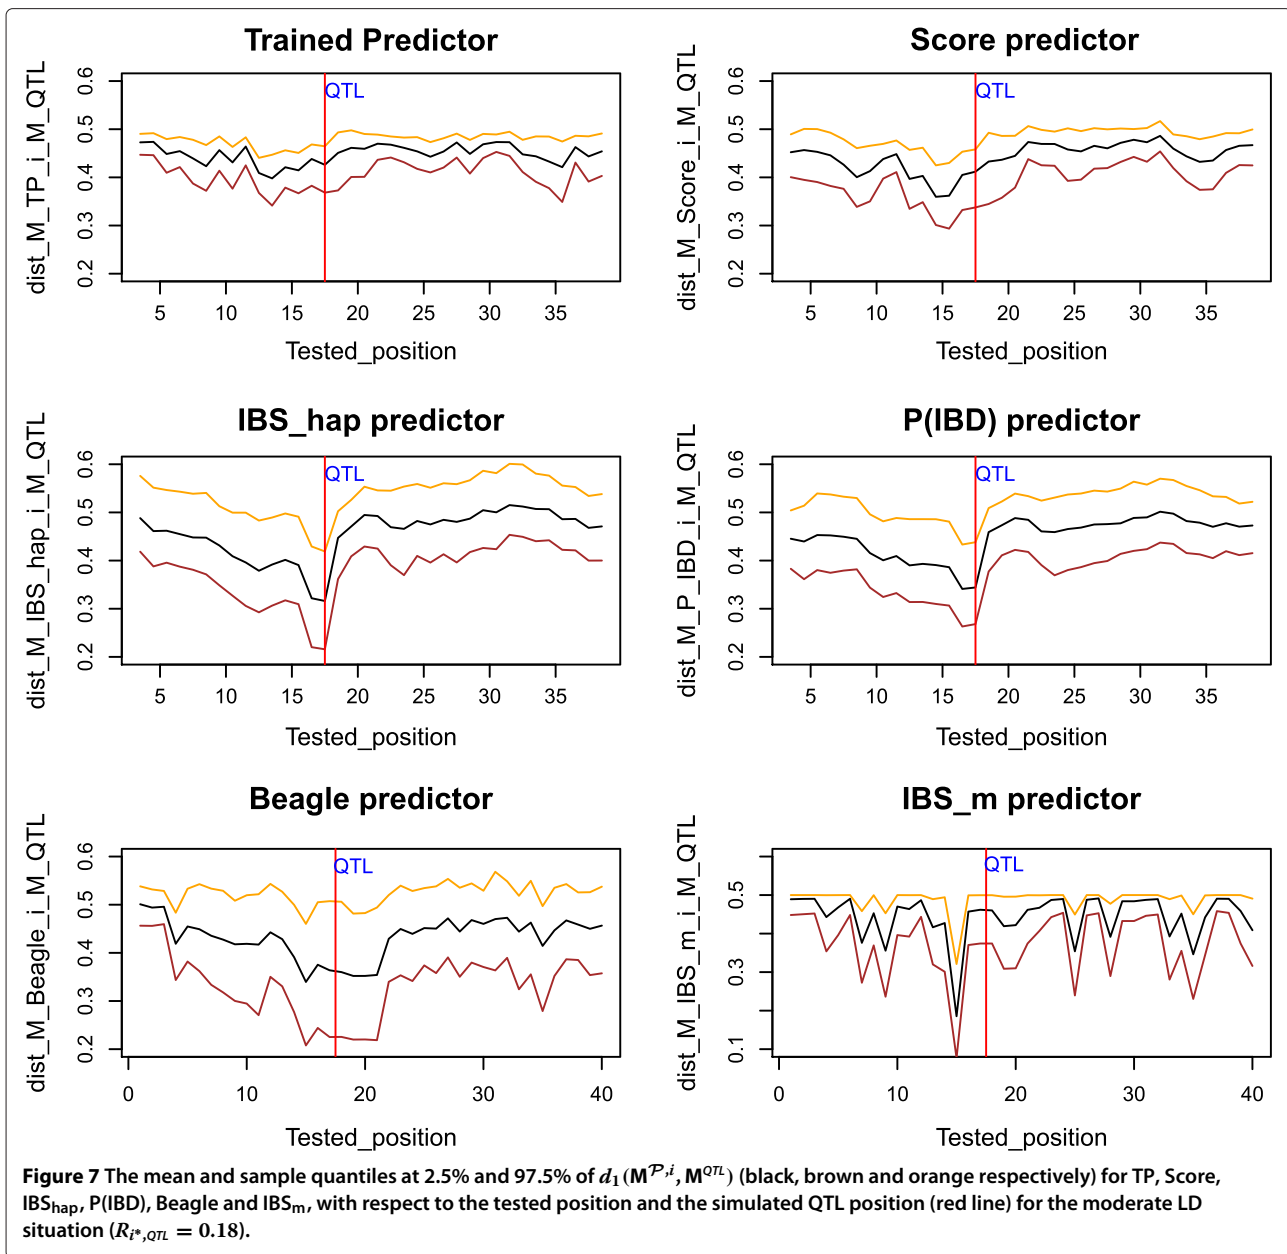 Trained Predictor
dist_M_TP_i_M_QTL
0.2 0.3 0.4 0.5 0.6
QTL
5 10 15 20 25 30 35
Tested_position
Score predictor
dist_M_Score_i_M_QTL
0.2 0.3 0.4 0.5 0.6
QTL
5 10 15 20 25 30 35
Tested_position
IBS_hap predictor
dist_M_IBS_hap_i_M_QTL
0.2 0.3 0.4 0.5 0.6
QTL
5 10 15 20 25 30 35
Tested_position
P(IBD) predictor
dist_M_P_IBD_i_M_QTL
0.2 0.3 0.4 0.5 0.6
QTL
5 10 15 20 25 30 35
Tested_position
Beagle predictor
dist_M_Beagle_i_M_QTL
0.2 0.3 0.4 0.5 0.6
QTL
0 10 20 30 40
Tested_position
IBS_m predictor
dist_M_IBS_m_i_M_QTL
0.1 0.3 0.5
QTL
0 10 20 30 40
Tested_position
Figure 7 The mean and sample quantiles at 2.5% and 97.5% of d₁(M^{𝒫,i}, M^{QTL}) (black, brown and orange respectively) for TP, Score,
IBS_{hap}, P(IBD), Beagle and IBS_m, with respect to the tested position and the simulated QTL position (red line) for the moderate LD
situation (R_{i*,QTL} = 0.18).